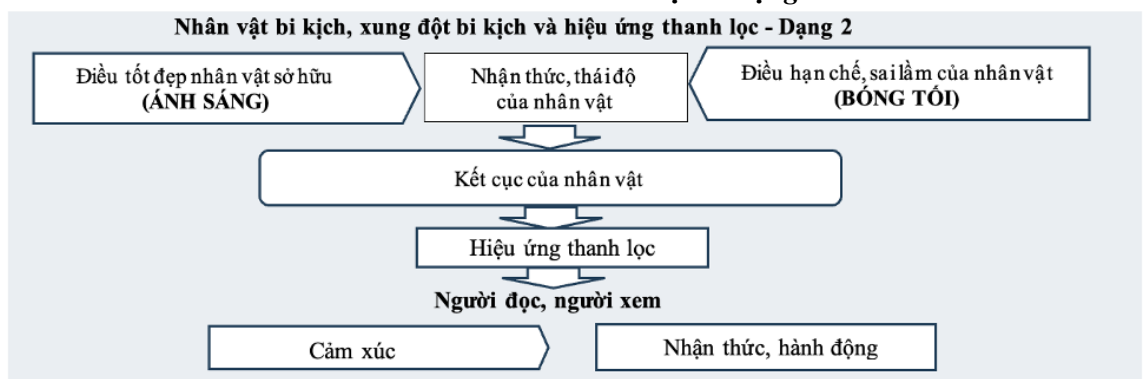 Nhân vật bi kịch, xung đột bi kịch và hiệu ứng thanh lọc - Dạng 2
Điều tốt đẹp nhân vật sở hữu
(ÁNH SÁNG)
Nhận thức, thái độ
của nhân vật
Điều hạn chế, sai lầm của nhân vật
(BÓNG TỐI)
Kết cục của nhân vật
Hiệu ứng thanh lọc
Người đọc, người xem
Cảm xúc
Nhận thức, hành động